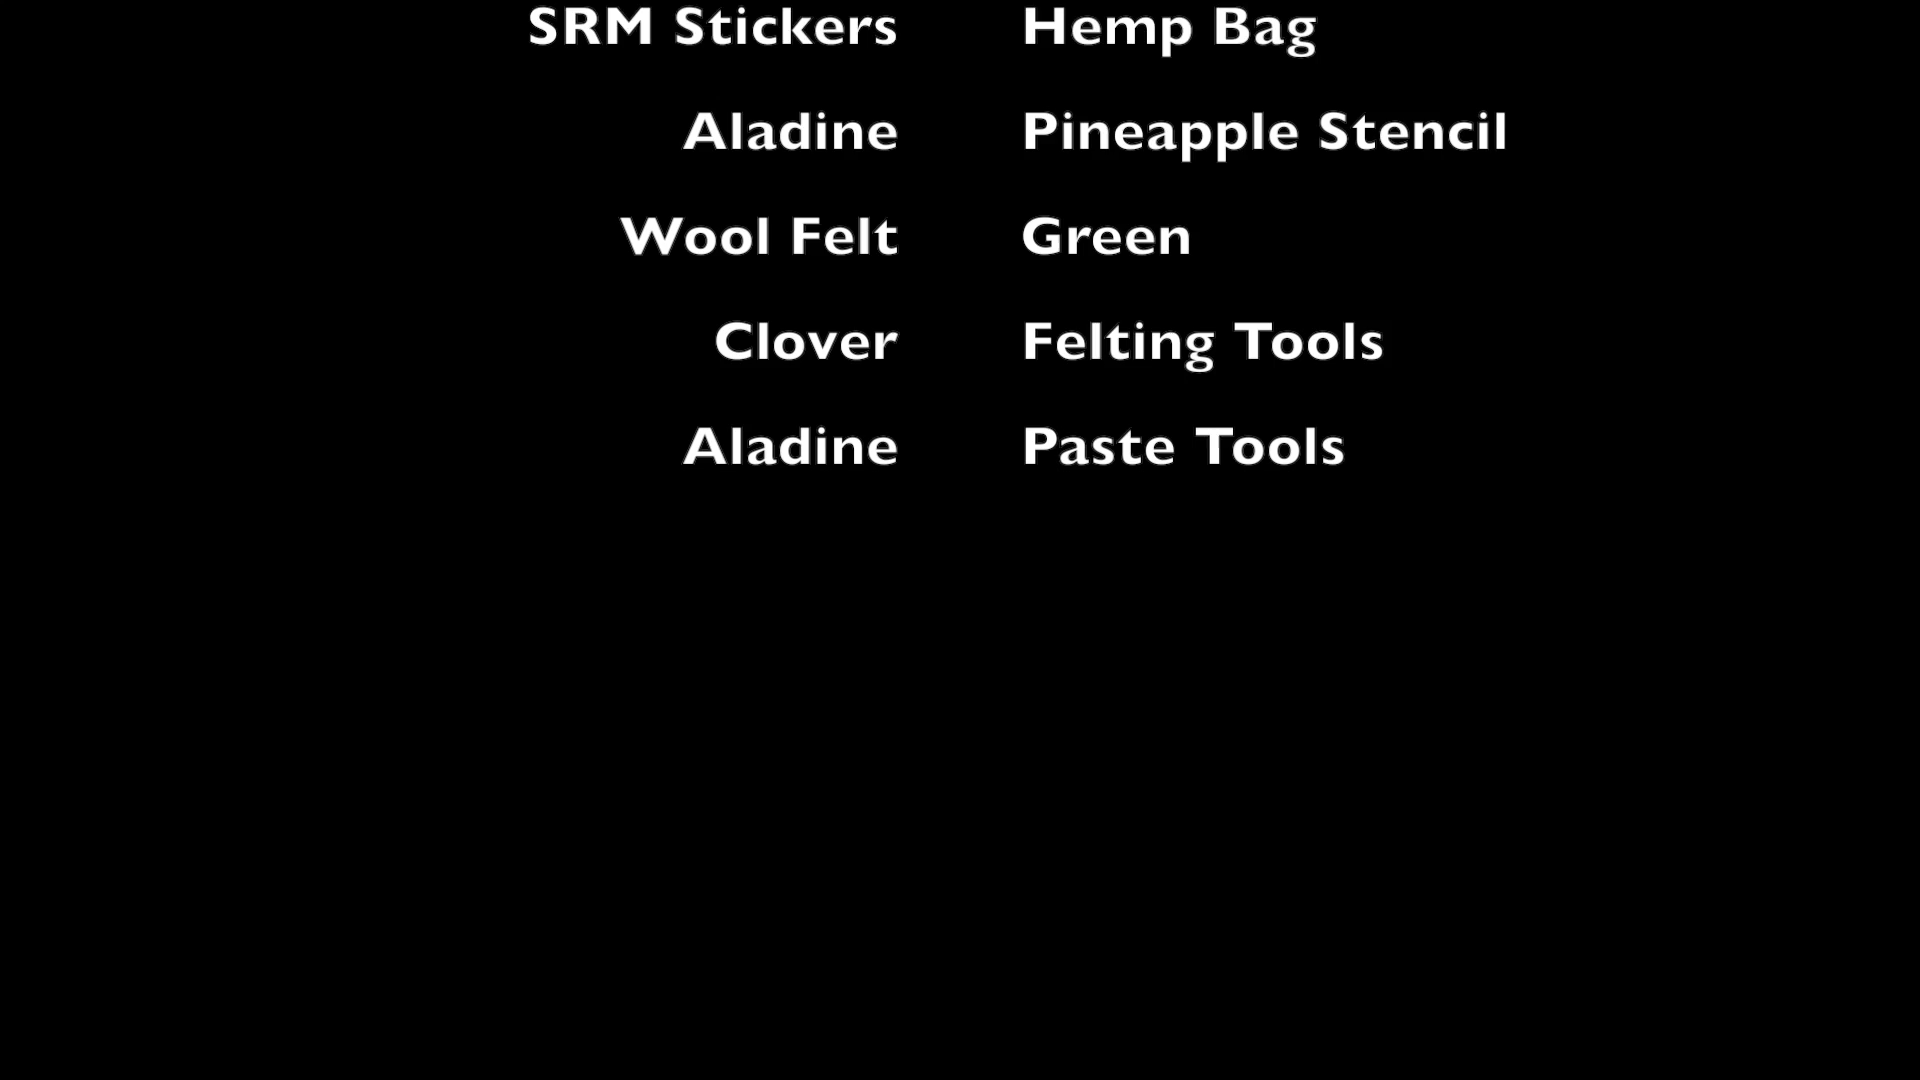 SRM Stickers Hemp Bag
Aladine Pineapple Stencil
Wool Felt Green
Clover Felting Tools
Aladine Paste Tools